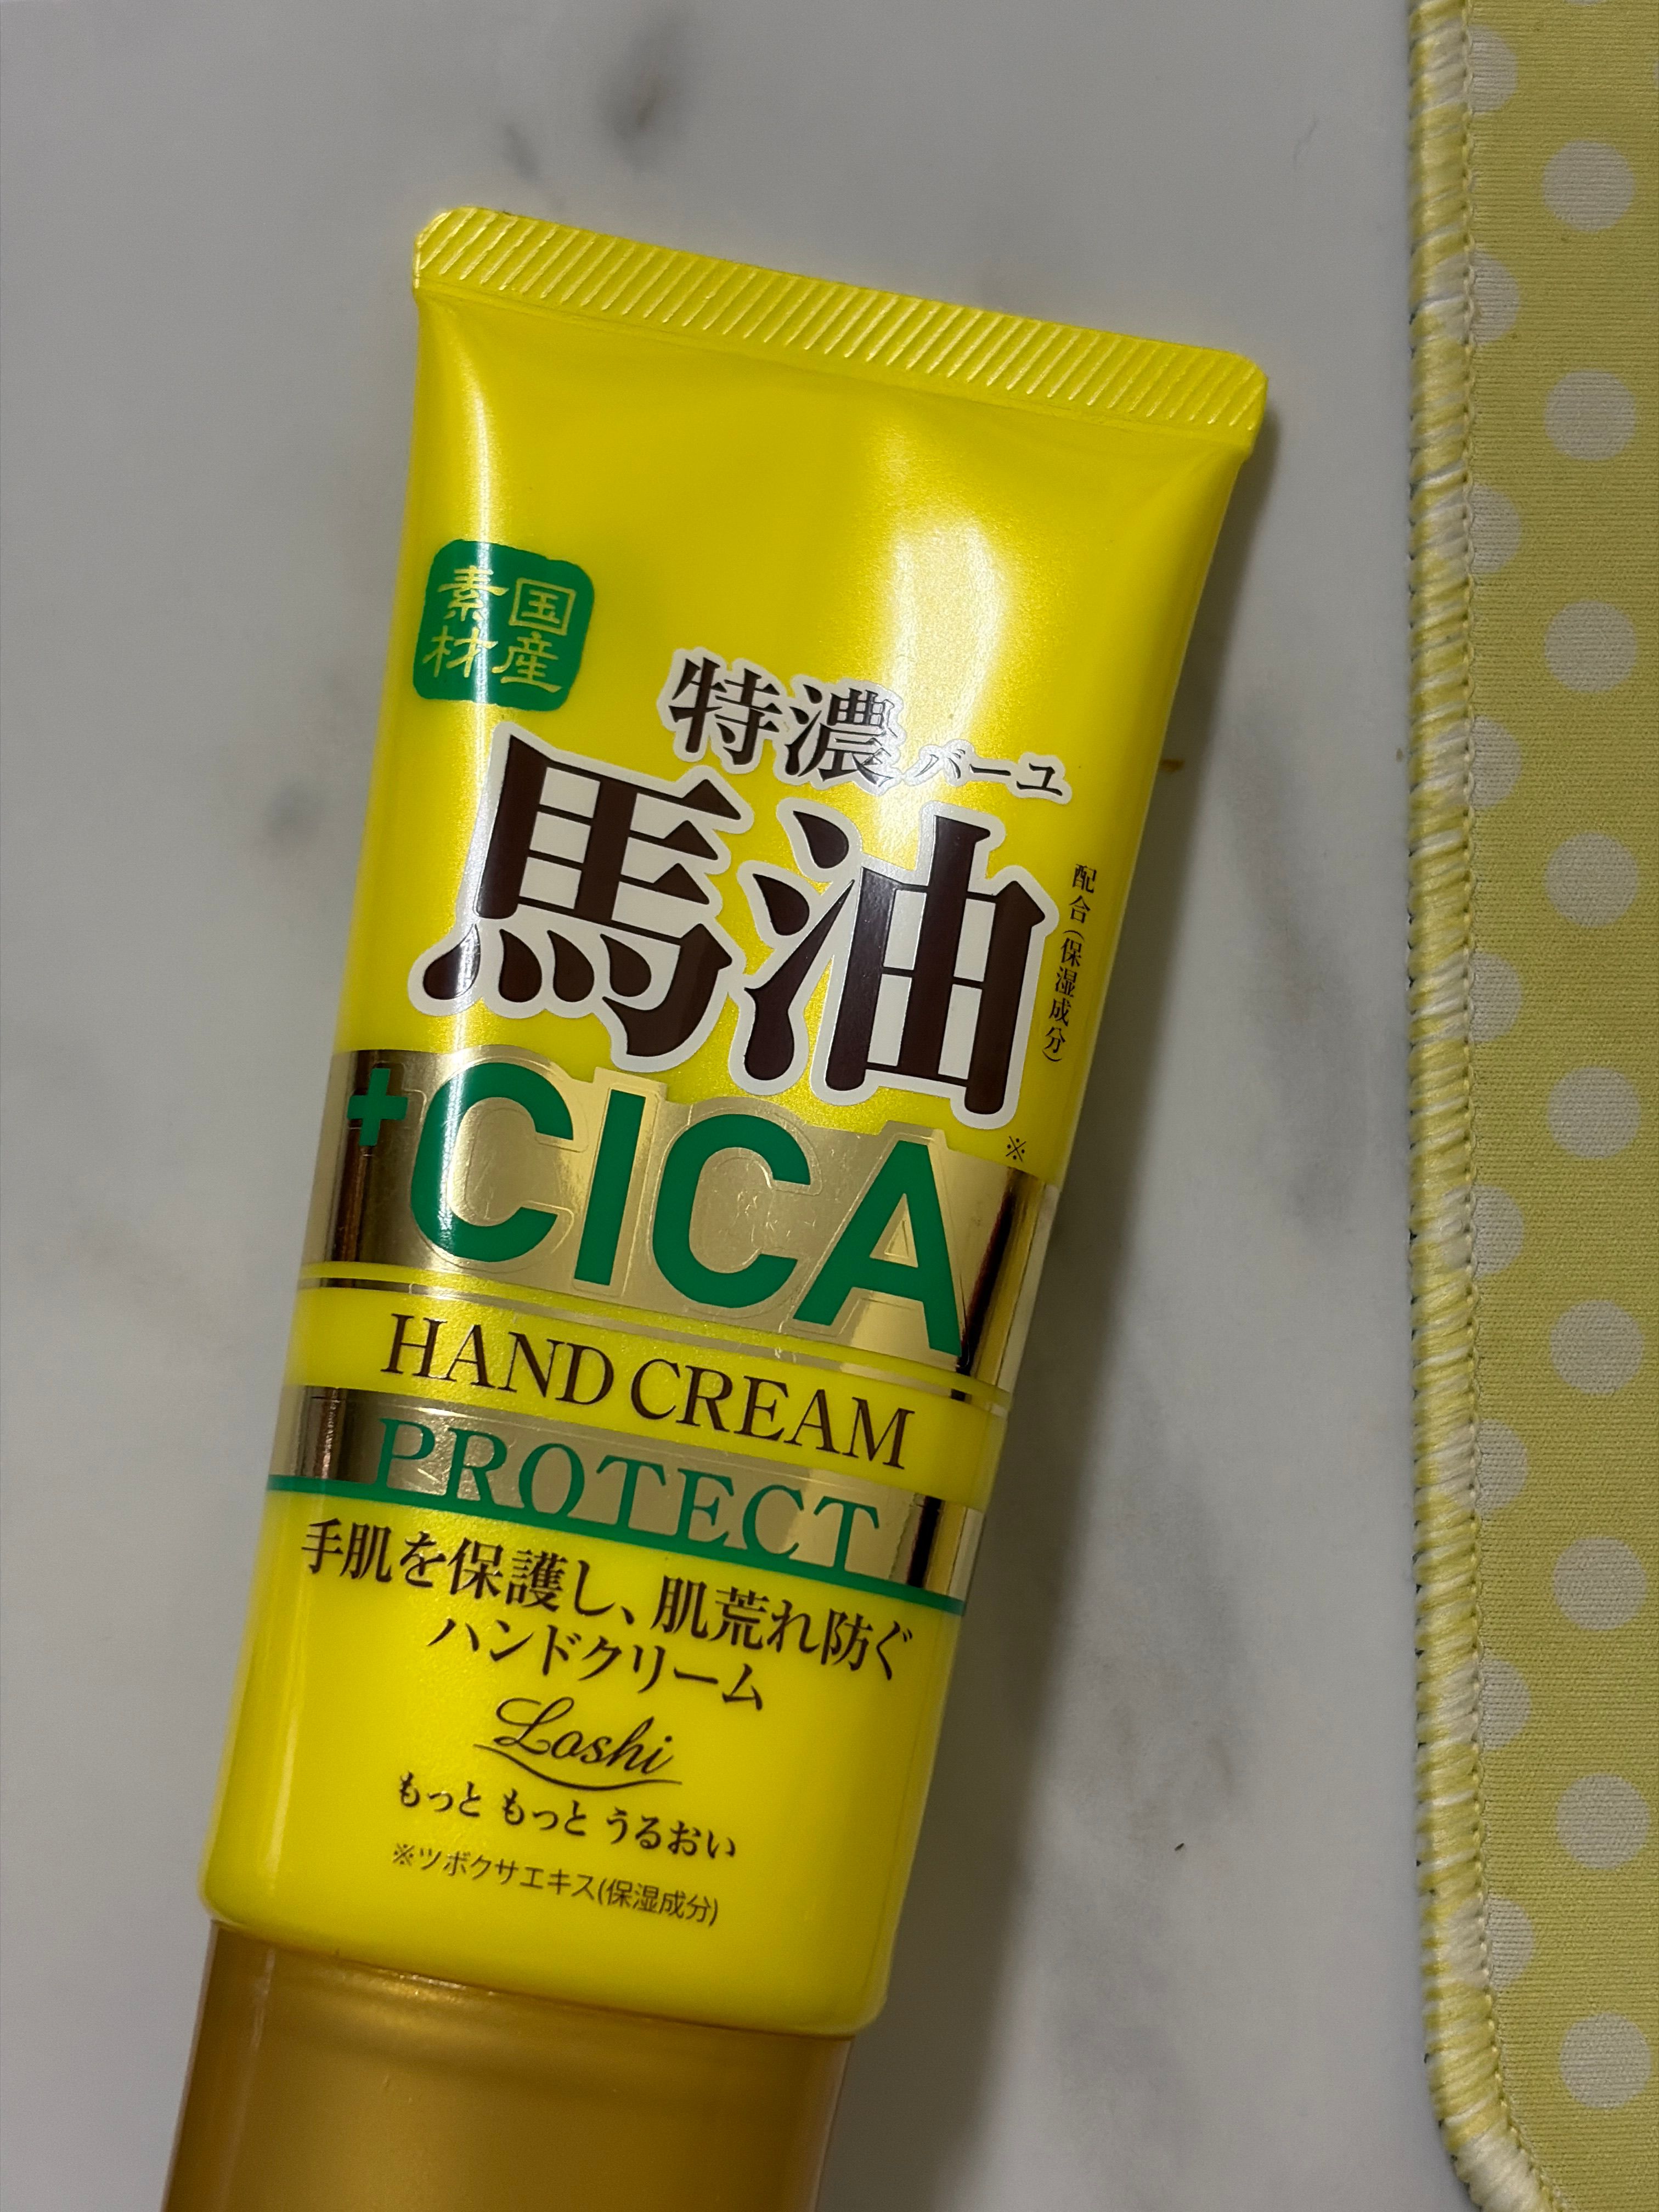 国産
素材
特濃 バーユ
馬油
配合(保湿成分)
+CICA※
HAND CREAM
PROTECT
手肌を保護し、肌荒れ防ぐ
ハンドクリーム
Loshi
もっと もっと うるおい
※ツボクサエキス(保湿成分)